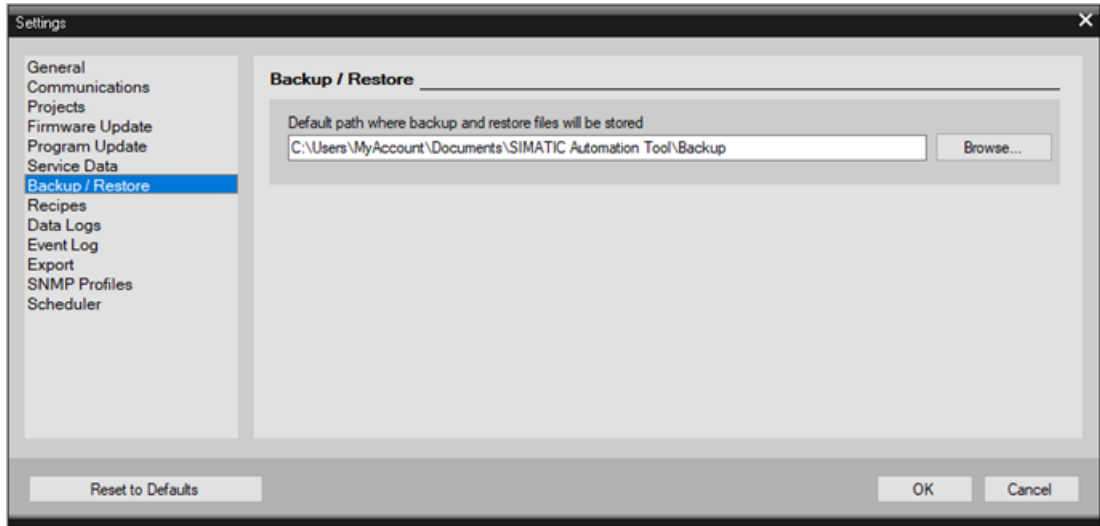 Settings
General
Communications
Projects
Firmware Update
Program Update
Service Data
Backup / Restore
Recipes
Data Logs
Event Log
Export
SNMP Profiles
Scheduler
Backup / Restore
Default path where backup and restore files will be stored
C:\Users\MyAccount\Documents\SIMATIC Automation Tool\Backup
Browse...
Reset to Defaults
OK
Cancel